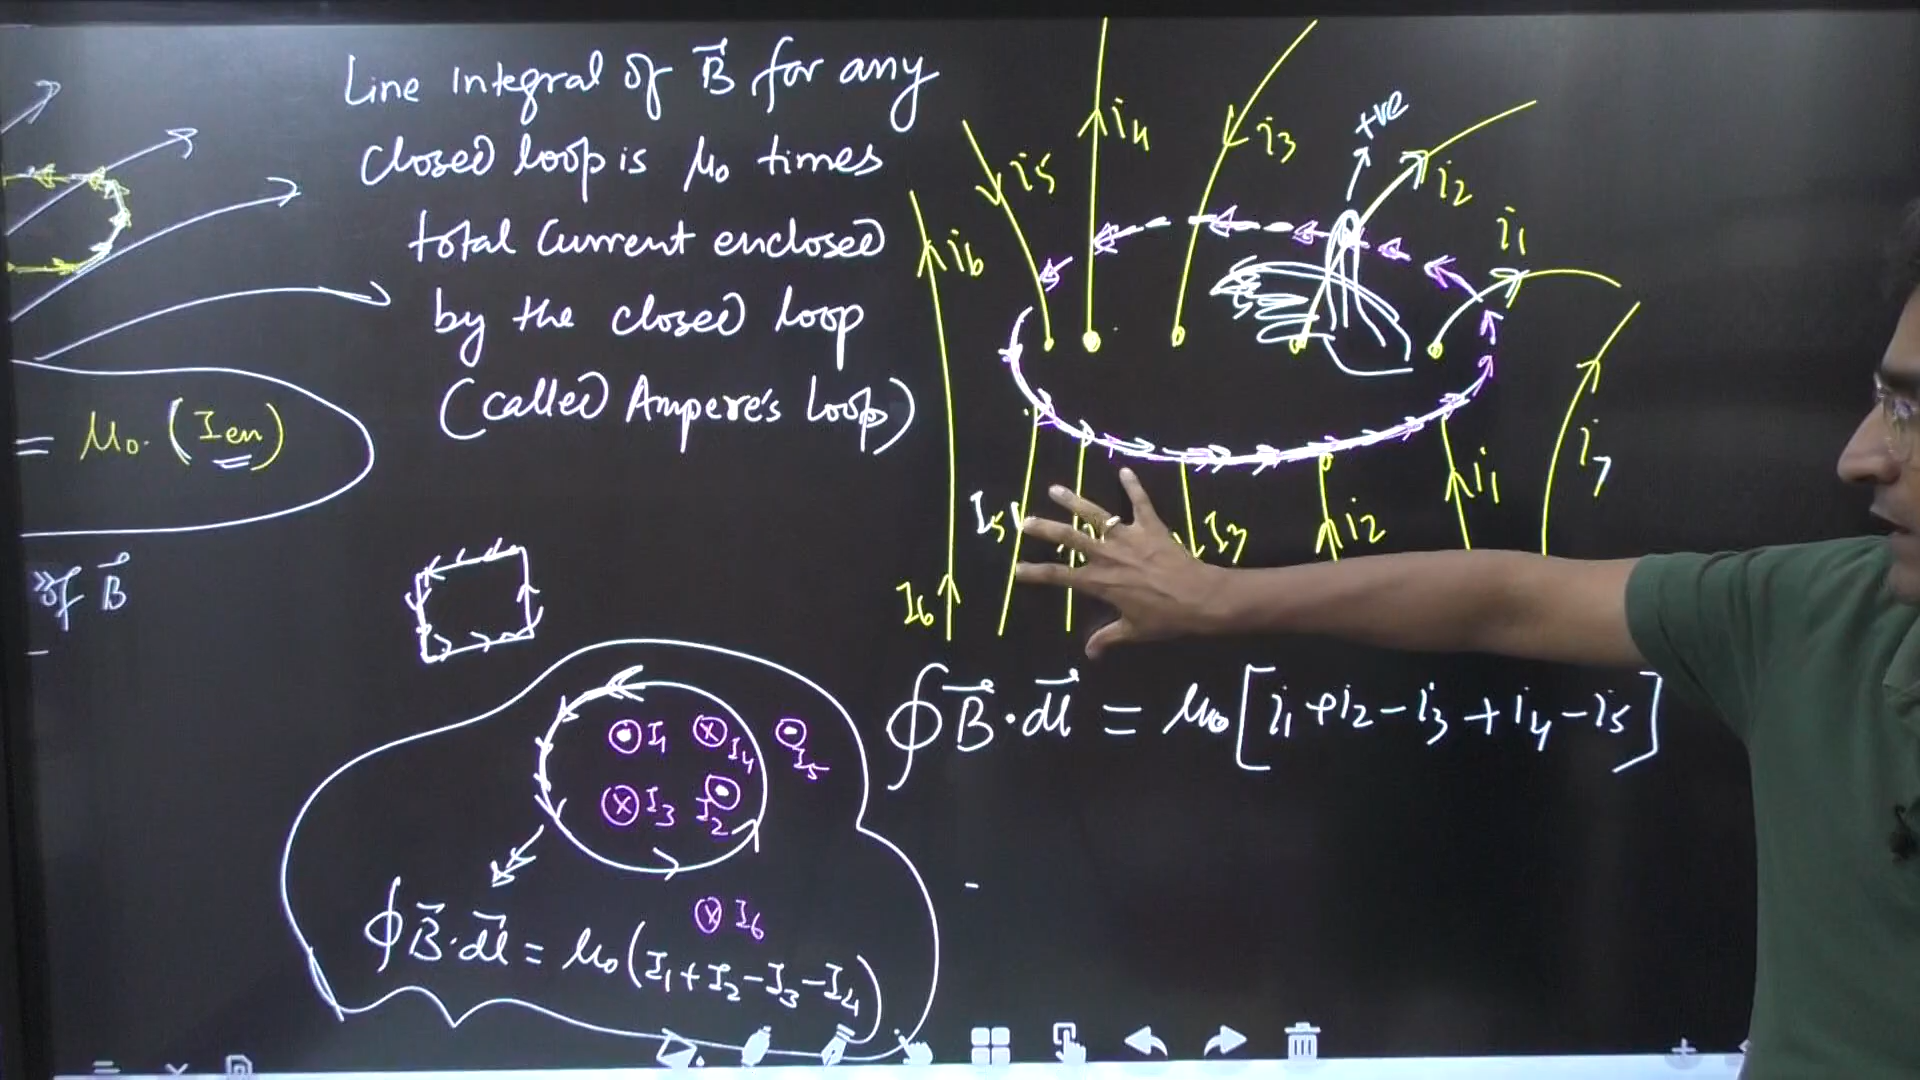 Line integral of B⃗ for any
closed loop is μ₀ times
total current enclosed
by the closed loop
(called Ampere's loop)
= μ₀.(Ien)
of B⃗
i6
i5
i4
i3
+ve
i2
i1
i7
I6
I5
I3
i2
i1
∮B⃗·dl⃗ = μ₀[i1+i2-i3+i4-i5]
I1
I4
I5
I3
I2
I6
∮B⃗·dl⃗ = μ₀(I1+I2-I3-I4)